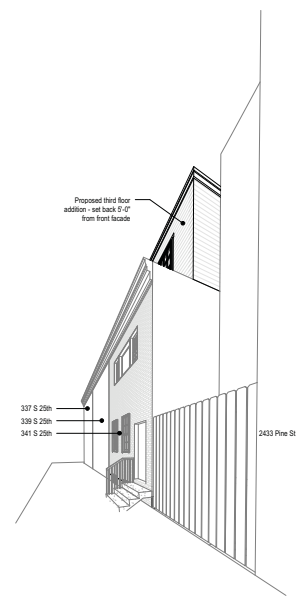 Proposed third floor
addition - set back 5'-0"
from front facade
337 S 25th
339 S 25th
341 S 25th
2433 Pine St